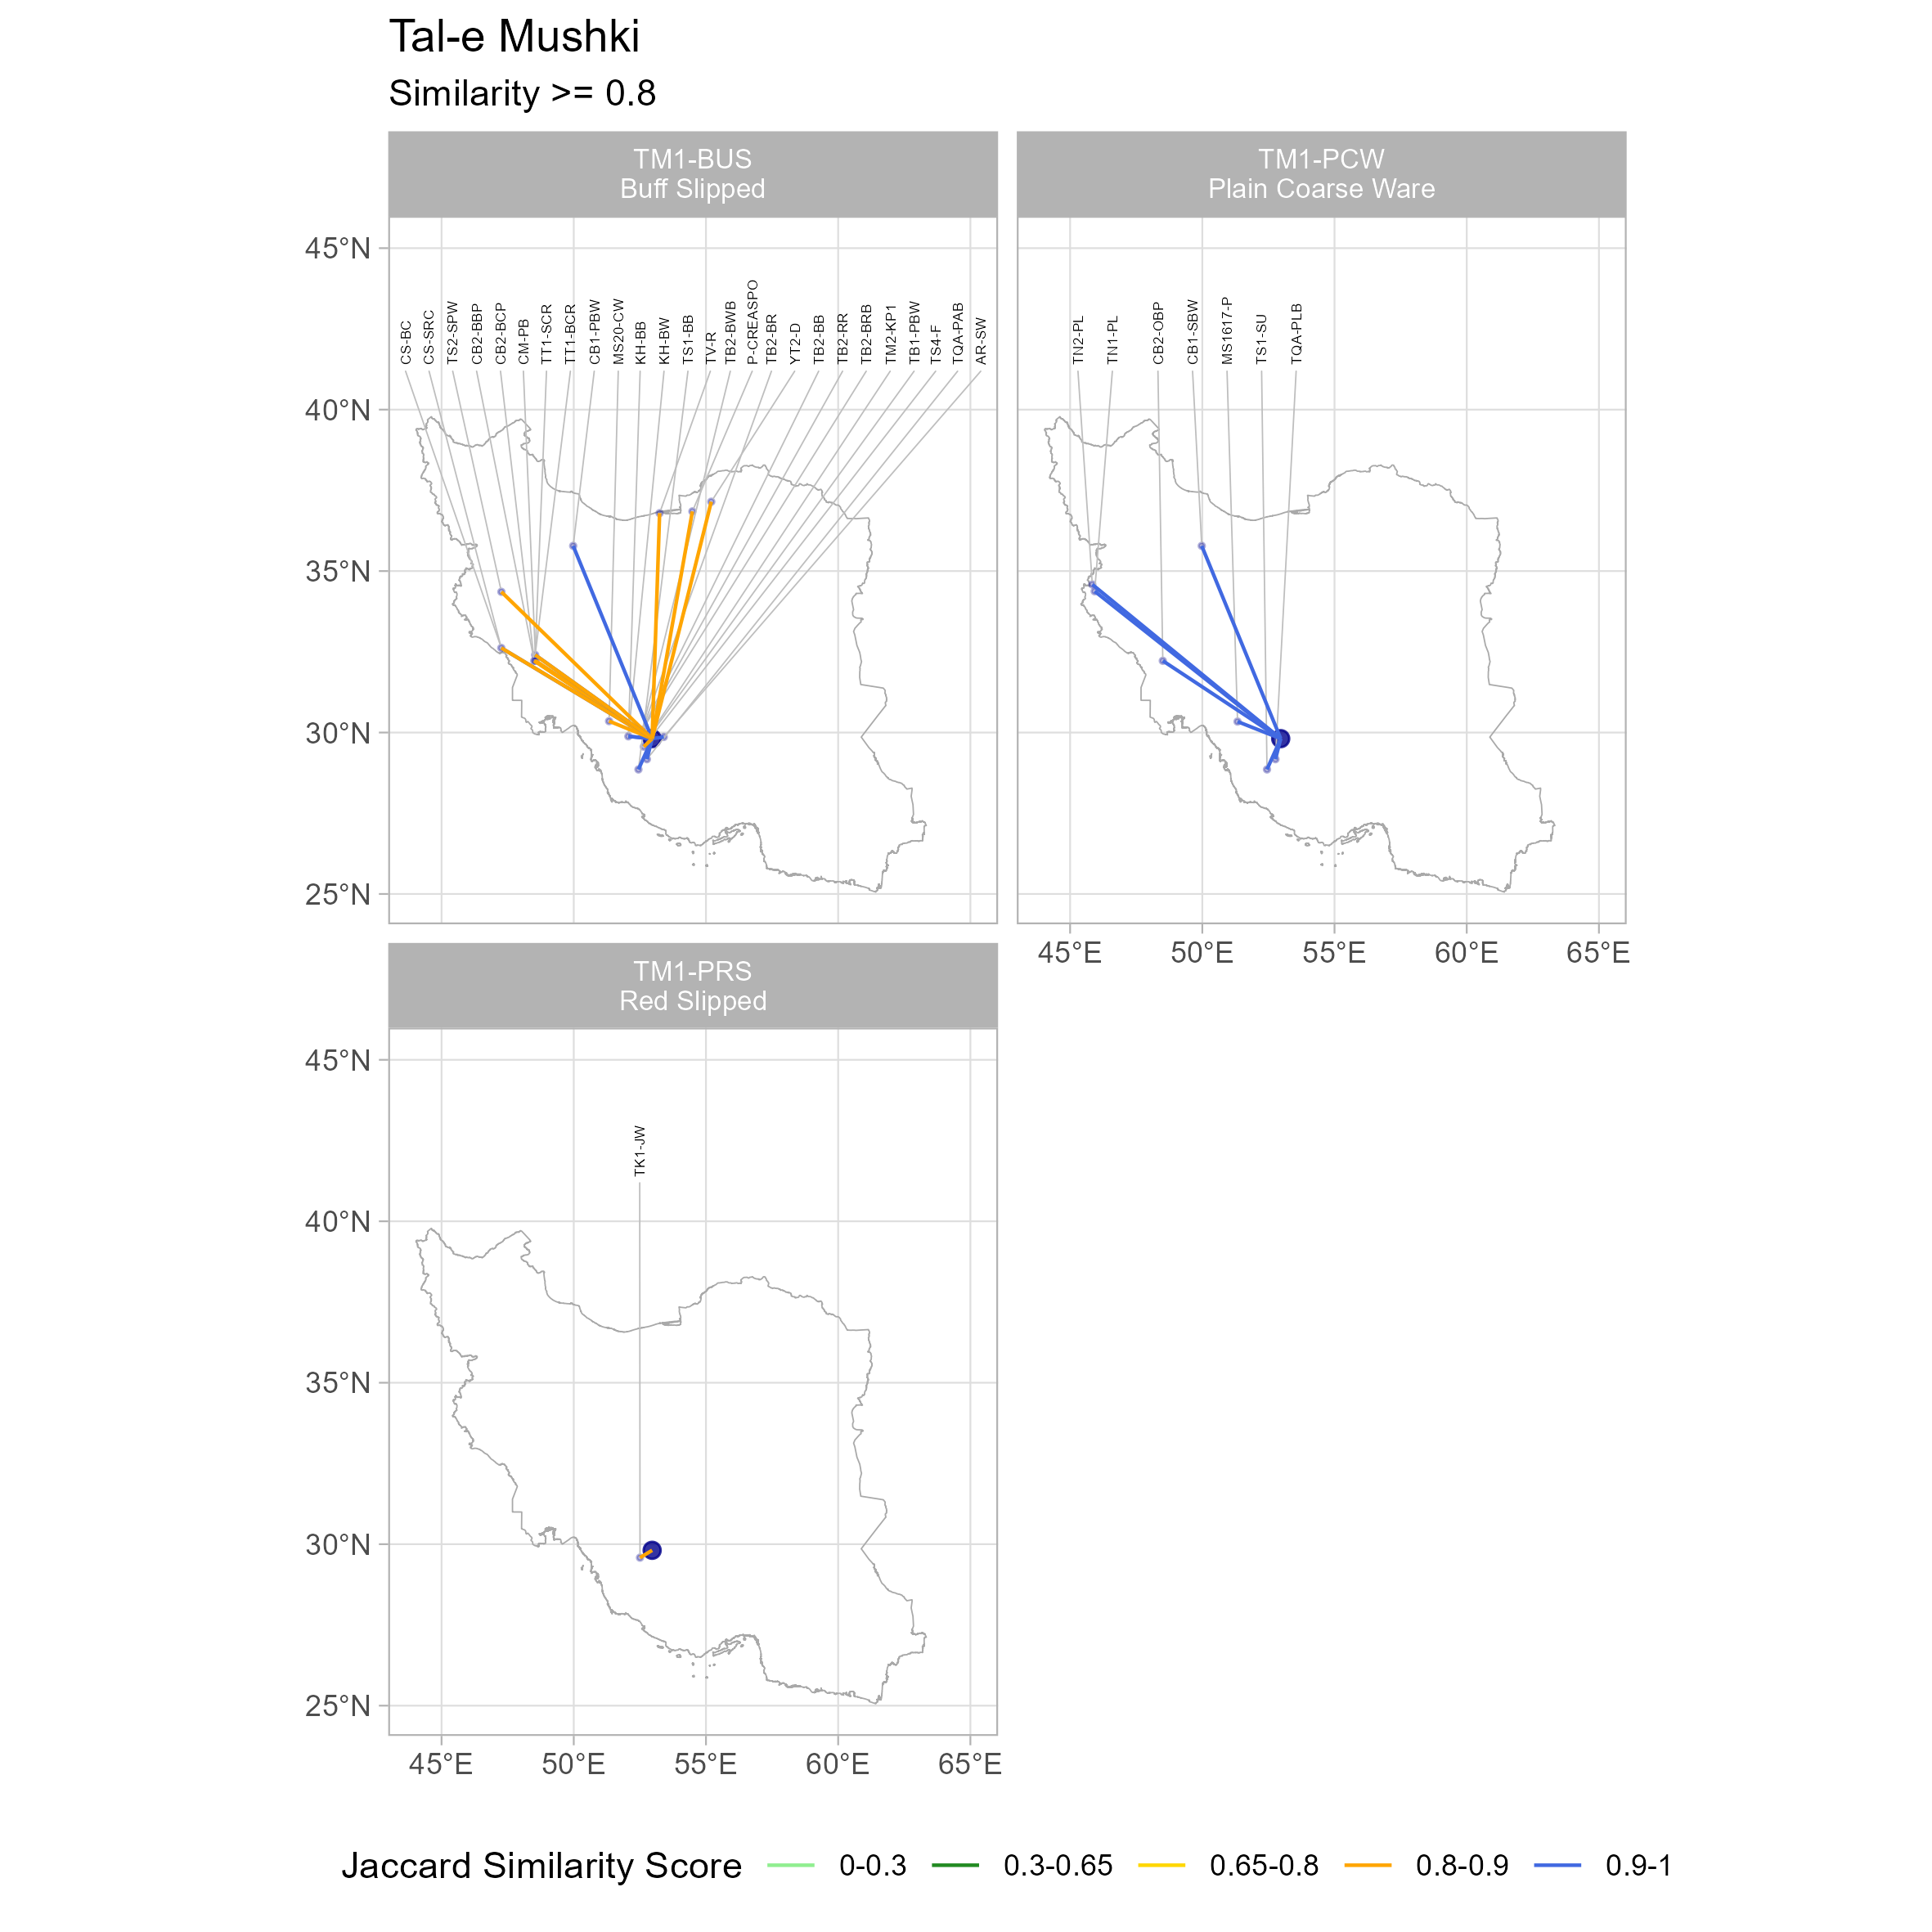 Tal-e Mushki
Similarity >= 0.8
TM1-BUS
Buff Slipped
TM1-PCW
Plain Coarse Ware
45°N
40°N
35°N
30°N
25°N
CS-BC
CS-SRC
TS2-SPW
CB2-BBP
CB2-BCP
CM-PB
TT1-SCR
TT1-BCR
CB1-PBW
MS20-CW
KH-BB
KH-BW
TS1-BB
TV-R
TB2-BWB
P-CREASPO
TB2-BR
YT2-D
TB2-BB
TB2-RR
TB2-BRB
TM2-KP1
TB1-PBW
TS4-F
TQA-PAB
AR-SW
TN2-PL
TN1-PL
CB2-OBP
CB1-SBW
MS1617-P
TS1-SU
TQA-PLB
45°E
50°E
55°E
60°E
65°E
TM1-PRS
Red Slipped
45°N
40°N
35°N
30°N
25°N
TK1-JW
45°E
50°E
55°E
60°E
65°E
Jaccard Similarity Score
0-0.3
0.3-0.65
0.65-0.8
0.8-0.9
0.9-1